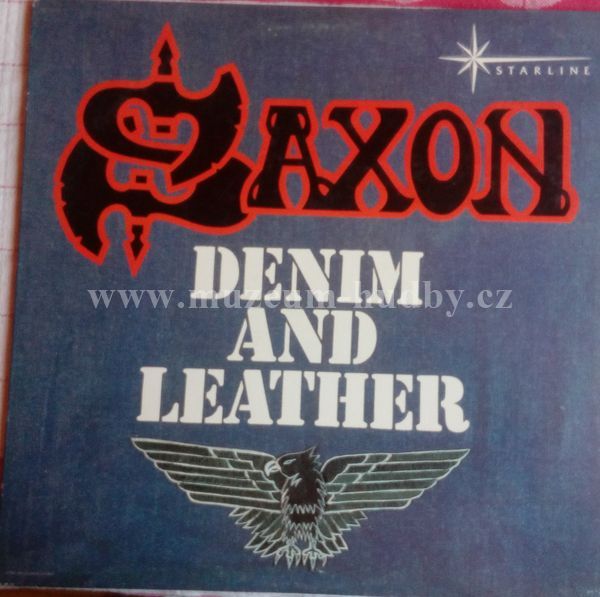 STARLINE
SAXON
DENIM
www.muzeum-hudby.cz
AND
LEATHER